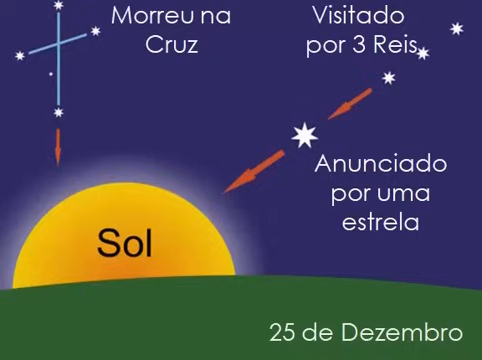 Morreu na
Cruz
Visitado
por 3 Reis
Anunciado
por uma
estrela
Sol
25 de Dezembro